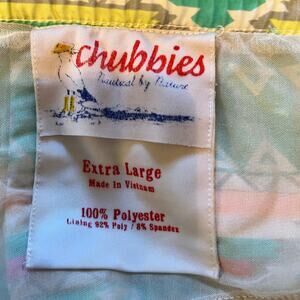 chubbies
Nautical by Nature
Extra Large
Made In Vietnam
100% Polyester
Lining 92% Poly / 8% Spandex